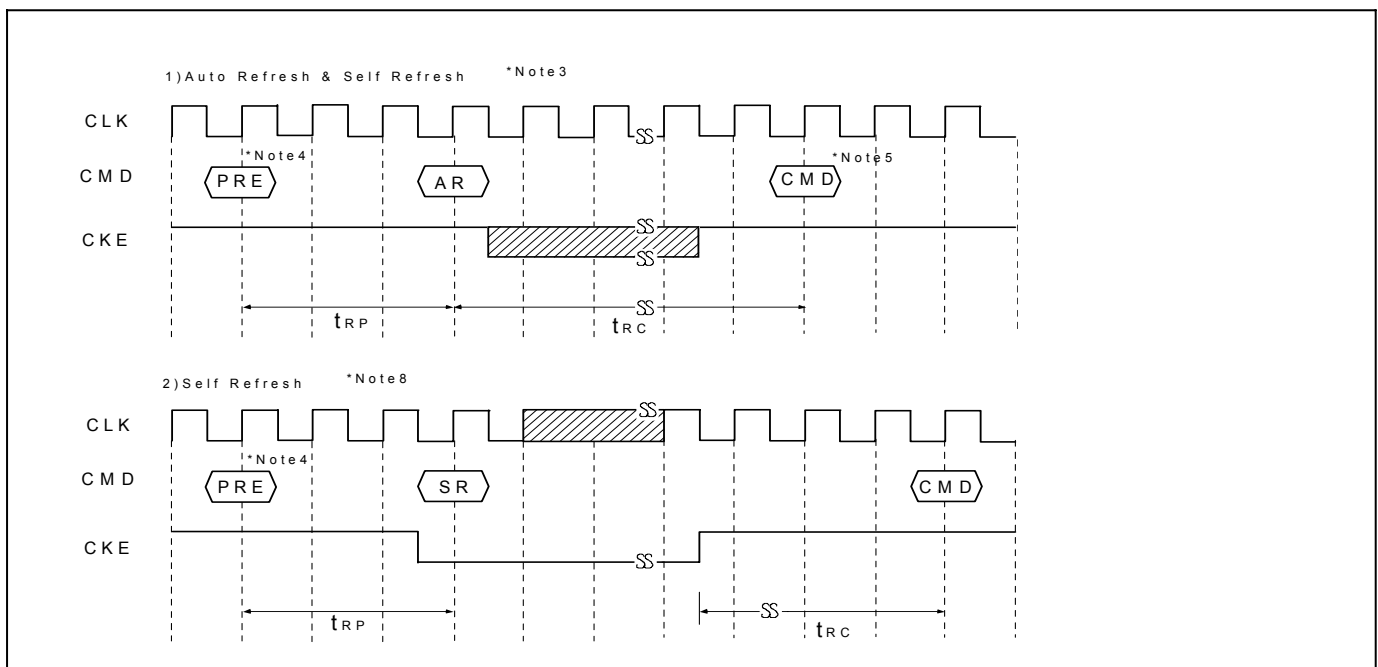 1)Auto Refresh & Self Refresh *Note3
CLK
*Note4 *Note5
CMD PRE AR CMD
CKE
tRP tRC
2)Self Refresh *Note8
CLK
*Note4
CMD PRE SR CMD
CKE
tRP tRC